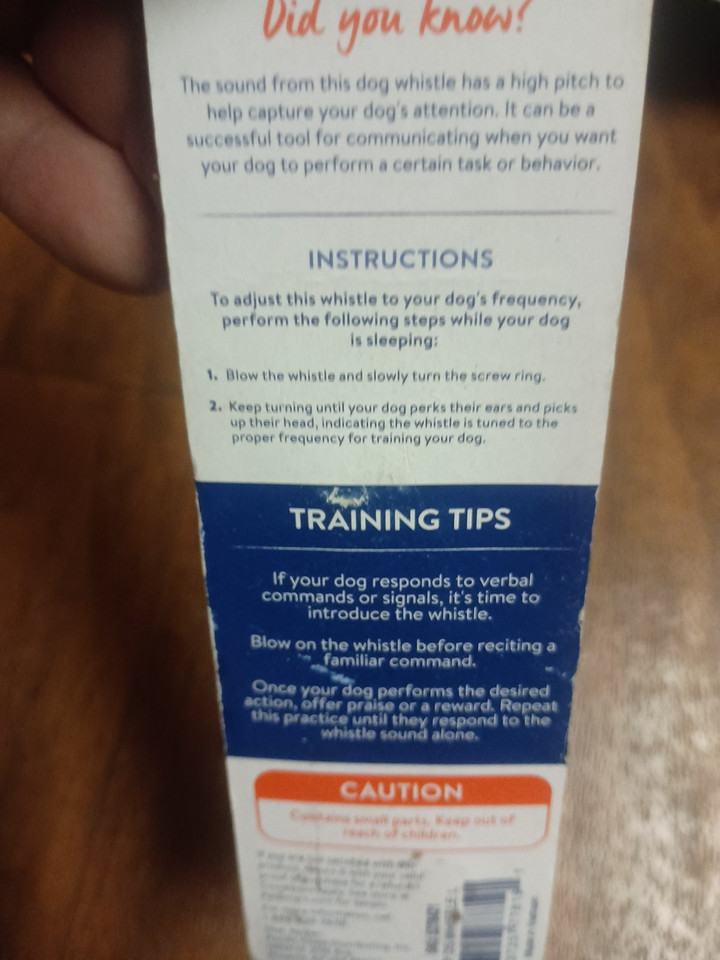 Did you know?
The sound from this dog whistle has a high pitch to
help capture your dog's attention. It can be a
successful tool for communicating when you want
your dog to perform a certain task or behavior.
INSTRUCTIONS
To adjust this whistle to your dog's frequency,
perform the following steps while your dog
is sleeping:
1. Blow the whistle and slowly turn the screw ring.
2. Keep turning until your dog perks their ears and picks
up their head, indicating the whistle is tuned to the
proper frequency for training your dog.
TRAINING TIPS
If your dog responds to verbal
commands or signals, it's time to
introduce the whistle.
Blow on the whistle before reciting a
familiar command.
Once your dog performs the desired
action, offer praise or a reward. Repeat
this practice until they respond to the
whistle sound alone.
CAUTION
Contains small parts. Keep out of
reach of children.